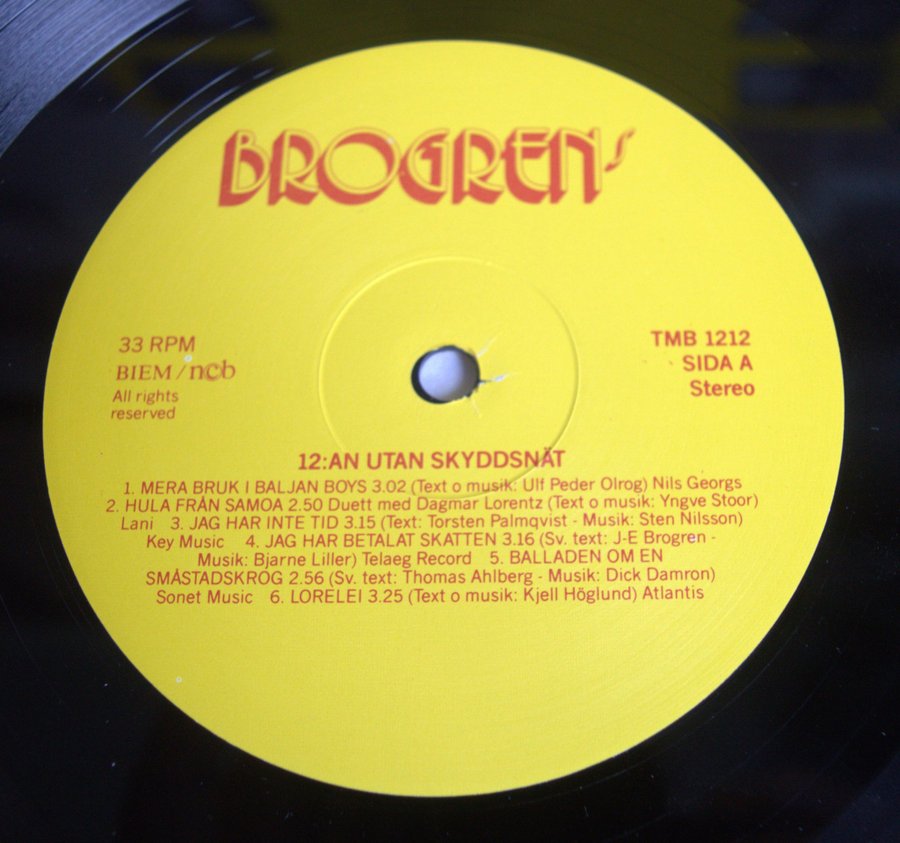 BROGRENS
33 RPM
BIEM/ncb
All rights
reserved
TMB 1212
SIDA A
Stereo
12:AN UTAN SKYDDSNÄT
1. MERA BRUK I BALJAN BOYS 3.02 (Text o musik: Ulf Peder Olrog) Nils Georgs
2. HULA FRÅN SAMOA 2.50 Duett med Dagmar Lorentz (Text o musik: Yngve Stoor)
Lani 3. JAG HAR INTE TID 3.15 (Text: Torsten Palmqvist - Musik: Sten Nilsson)
Key Music 4. JAG HAR BETALAT SKATTEN 3.16 (Sv. text: J-E Brogren -
Musik: Bjarne Liller) Telaeg Record 5. BALLADEN OM EN
SMÅSTADSKROG 2.56 (Sv. text: Thomas Ahlberg - Musik: Dick Damron)
Sonet Music 6. LORELEI 3.25 (Text o musik: Kjell Höglund) Atlantis